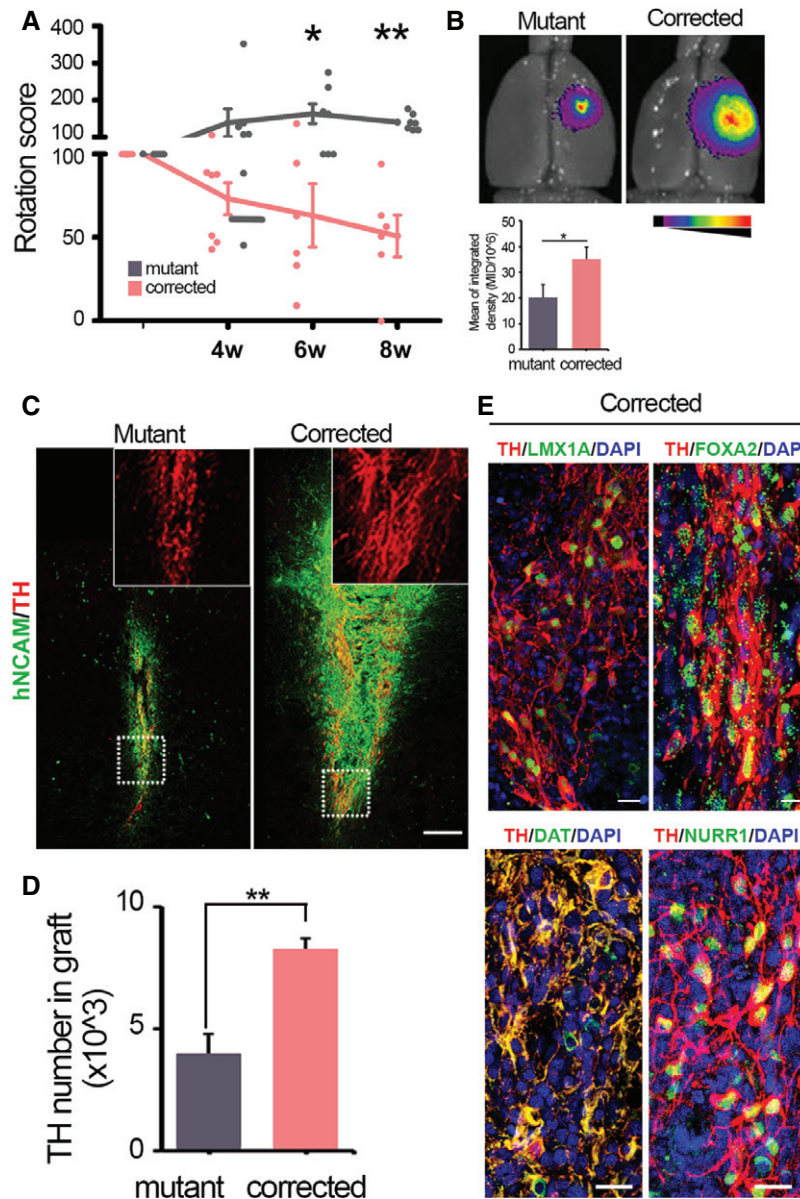 A
400
300
200
100
100
50
0
Rotation score
* **
mutant
corrected
4w 6w 8w
B
Mutant Corrected
50
40
30
20
10
0
Mean of integrated
density (MID/10^6)
*
mutant corrected
C
Mutant Corrected
hNCAM/TH
D
10
5
0
TH number in graft
(x10^3)
**
mutant corrected
E
Corrected
TH/LMX1A/DAPI TH/FOXA2/DAP
TH/DAT/DAPI TH/NURR1/DAPI